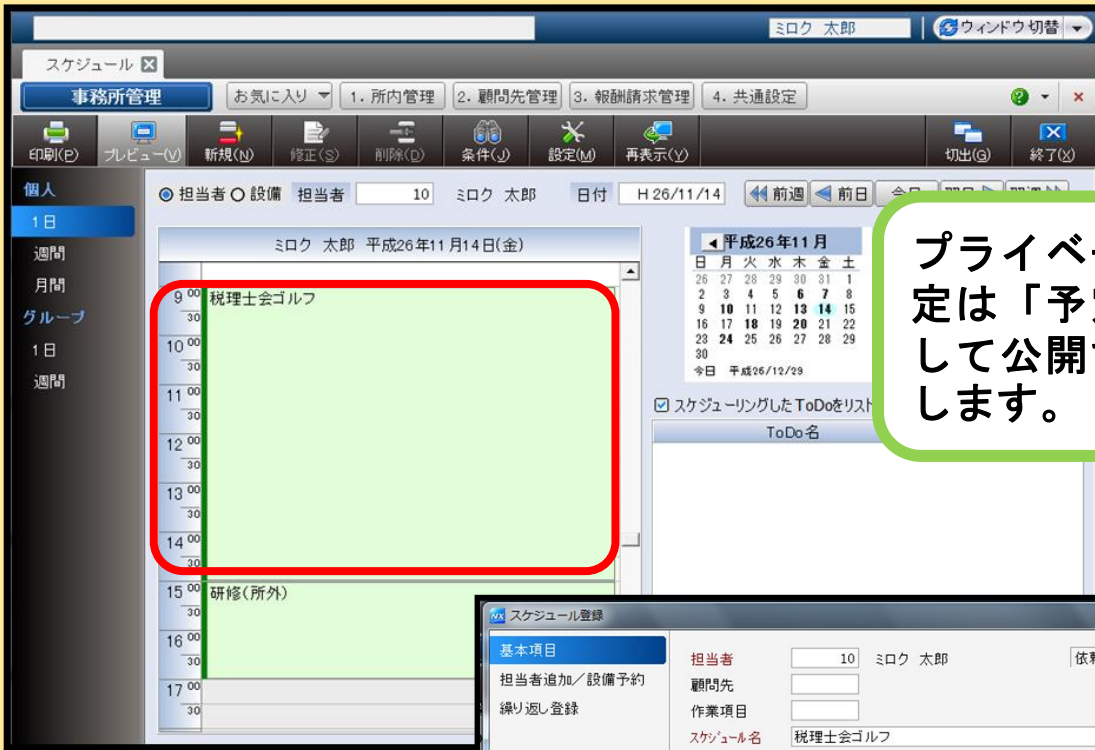 ミロク 太郎
ウィンドウ切替
スケジュール
事務所管理
お気に入り
1. 所内管理
2. 顧問先管理
3. 報酬請求管理
4. 共通設定
印刷(P)
プレビュー(V)
新規(N)
修正(S)
削除(D)
条件(J)
設定(M)
再表示(Y)
切出(G)
終了(X)
個人
1日
週間
月間
グループ
1日
週間
担当者 設備 担当者 10 ミロク 太郎 日付 H 26/11/14 前週 前日
ミロク 太郎 平成26年11月14日(金)
9 00 税理士会ゴルフ
30
10 00
30
11 00
30
12 00
30
13 00
30
14 00
30
15 00 研修(所外)
30
16 00
30
17 00
30
平成26年11月
日 月 火 水 木 金 土
26 27 28 29 30 31 1
2 3 4 5 6 7 8
9 10 11 12 13 14 15
16 17 18 19 20 21 22
23 24 25 26 27 28 29
30
今日 平成26/12/29
スケジューリングしたToDoをリスト
ToDo名
プライベ
定は「予
して公開
します。
スケジュール登録
基本項目
担当者追加/設備予約
繰り返し登録
担当者 10 ミロク 太郎
顧問先
作業項目
スケジュール名 税理士会ゴルフ